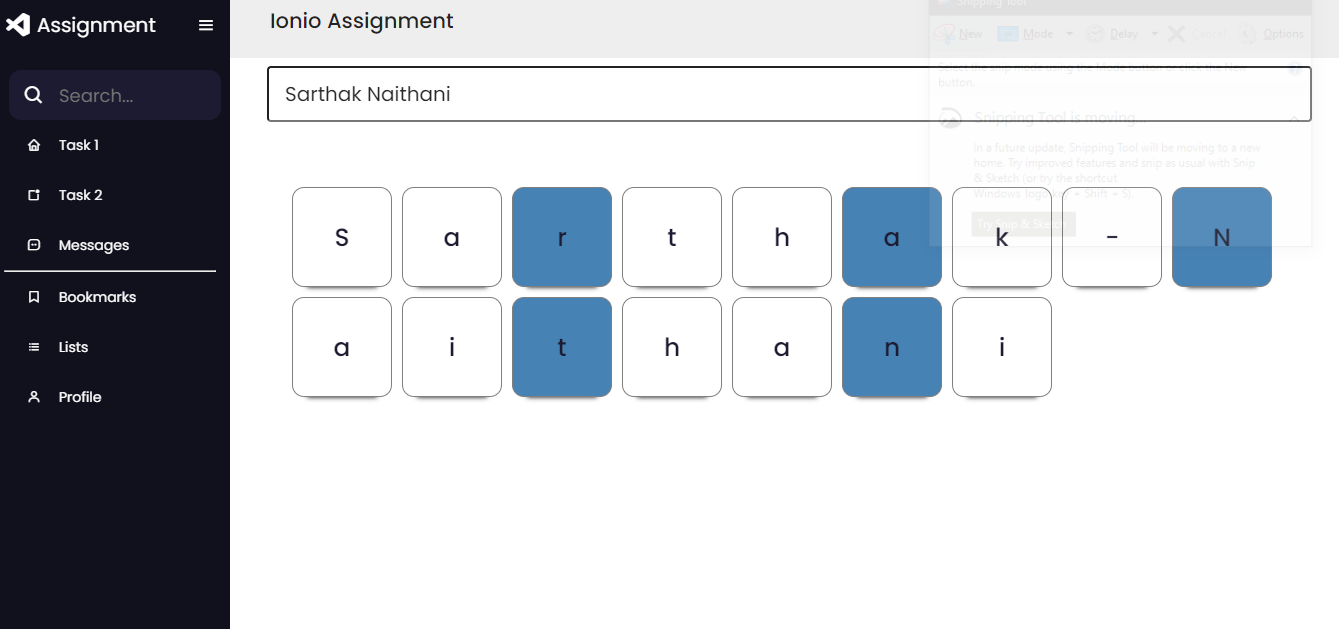 Assignment
Search...
Task 1
Task 2
Messages
Bookmarks
Lists
Profile
Ionio Assignment
Sarthak Naithani
Snipping Tool
New Mode Delay Cancel Options
Select the snip mode using the Mode button or click the New
button.
Snipping Tool is moving...
In a future update, Snipping Tool will be moving to a new
home. Try improved features and snip as usual with Snip
& Sketch (or try the shortcut
Windows logo key + Shift + S).
Try Snip & Sketch
S a r t h a k - N
a i t h a n i